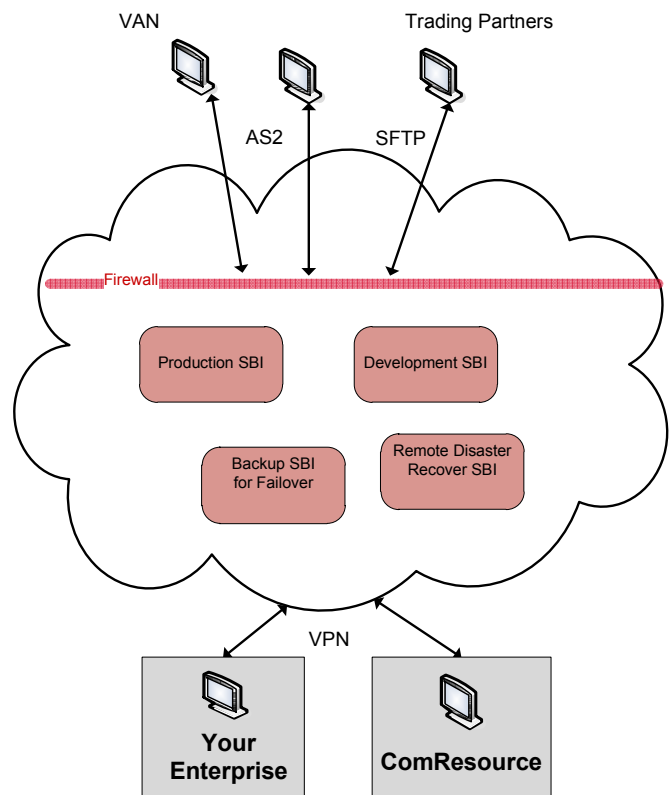 VAN
Trading Partners
AS2
SFTP
Firewall
Production SBI
Development SBI
Backup SBI
for Failover
Remote Disaster
Recover SBI
VPN
Your
Enterprise
ComResource